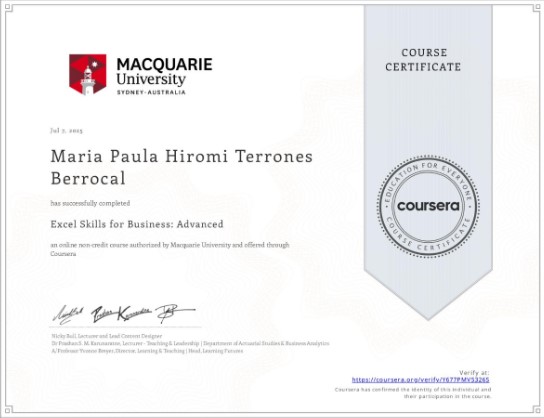 MACQUARIE
University
SYDNEY-AUSTRALIA
COURSE
CERTIFICATE
Maria Paula Hiromi Terrones
Berrocal
has successfully completed
Excel Skills for Business: Advanced
an online non-credit course authorized by Macquarie University and offered through
Coursera
EDUCATION FOR EVERYONE
coursera
COURSE CERTIFICATE
Nicky Bull, Lecturer and Lead Content Designer
Dr Prashan S. M. Karunaratne, Lecturer - Teaching & Leadership | Department of Actuarial Studies & Business Analytics
A/Professor Yvonne Breyer, Director, Learning & Teaching | Head, Learning Futures
Verify at:
https://coursera.org/verify/
Coursera has confirmed the identity of this individual and
their participation in the course.